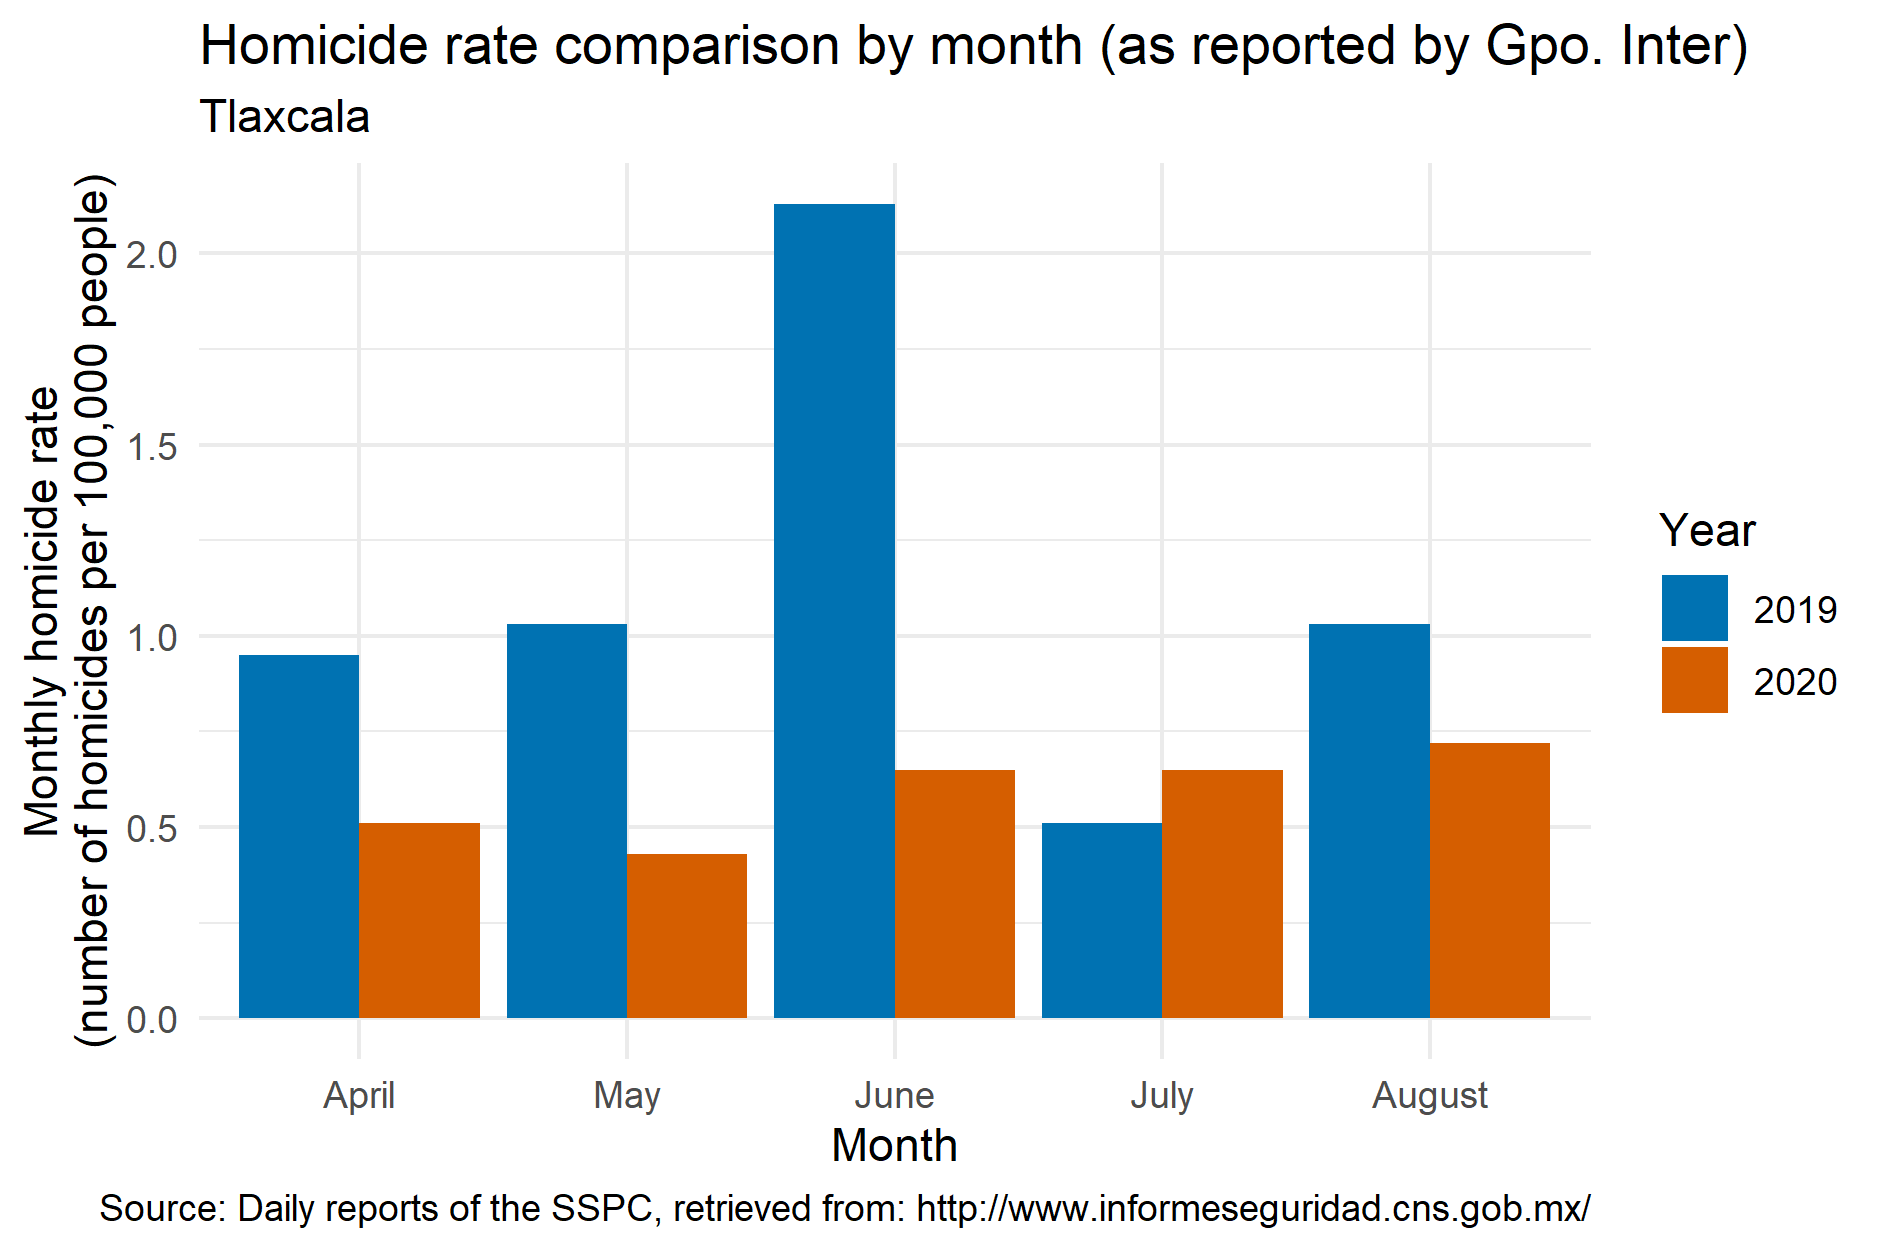 Homicide rate comparison by month (as reported by Gpo. Inter)
Tlaxcala
Monthly homicide rate
(number of homicides per 100,000 people)
2.0
1.5
1.0
0.5
0.0
April May June July August
Month
Year
2019
2020
Source: Daily reports of the SSPC, retrieved from: http://www.informeseguridad.cns.gob.mx/